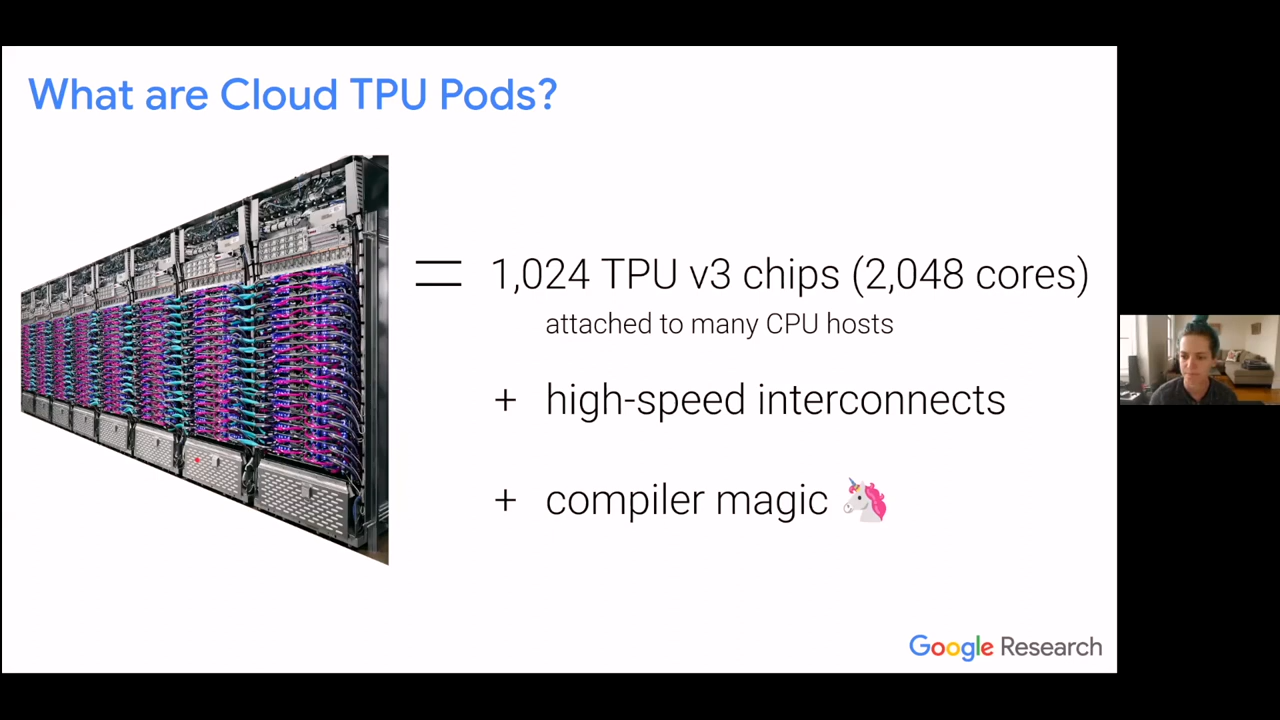 What are Cloud TPU Pods?
= 1,024 TPU v3 chips (2,048 cores)
attached to many CPU hosts
+ high-speed interconnects
+ compiler magic 🦄
Google Research